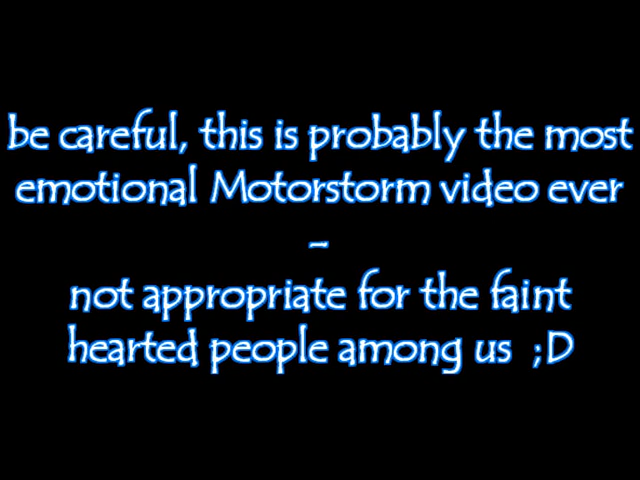 be careful, this is probably the most
emotional Motorstorm video ever
-
not appropriate for the faint
hearted people among us ;D